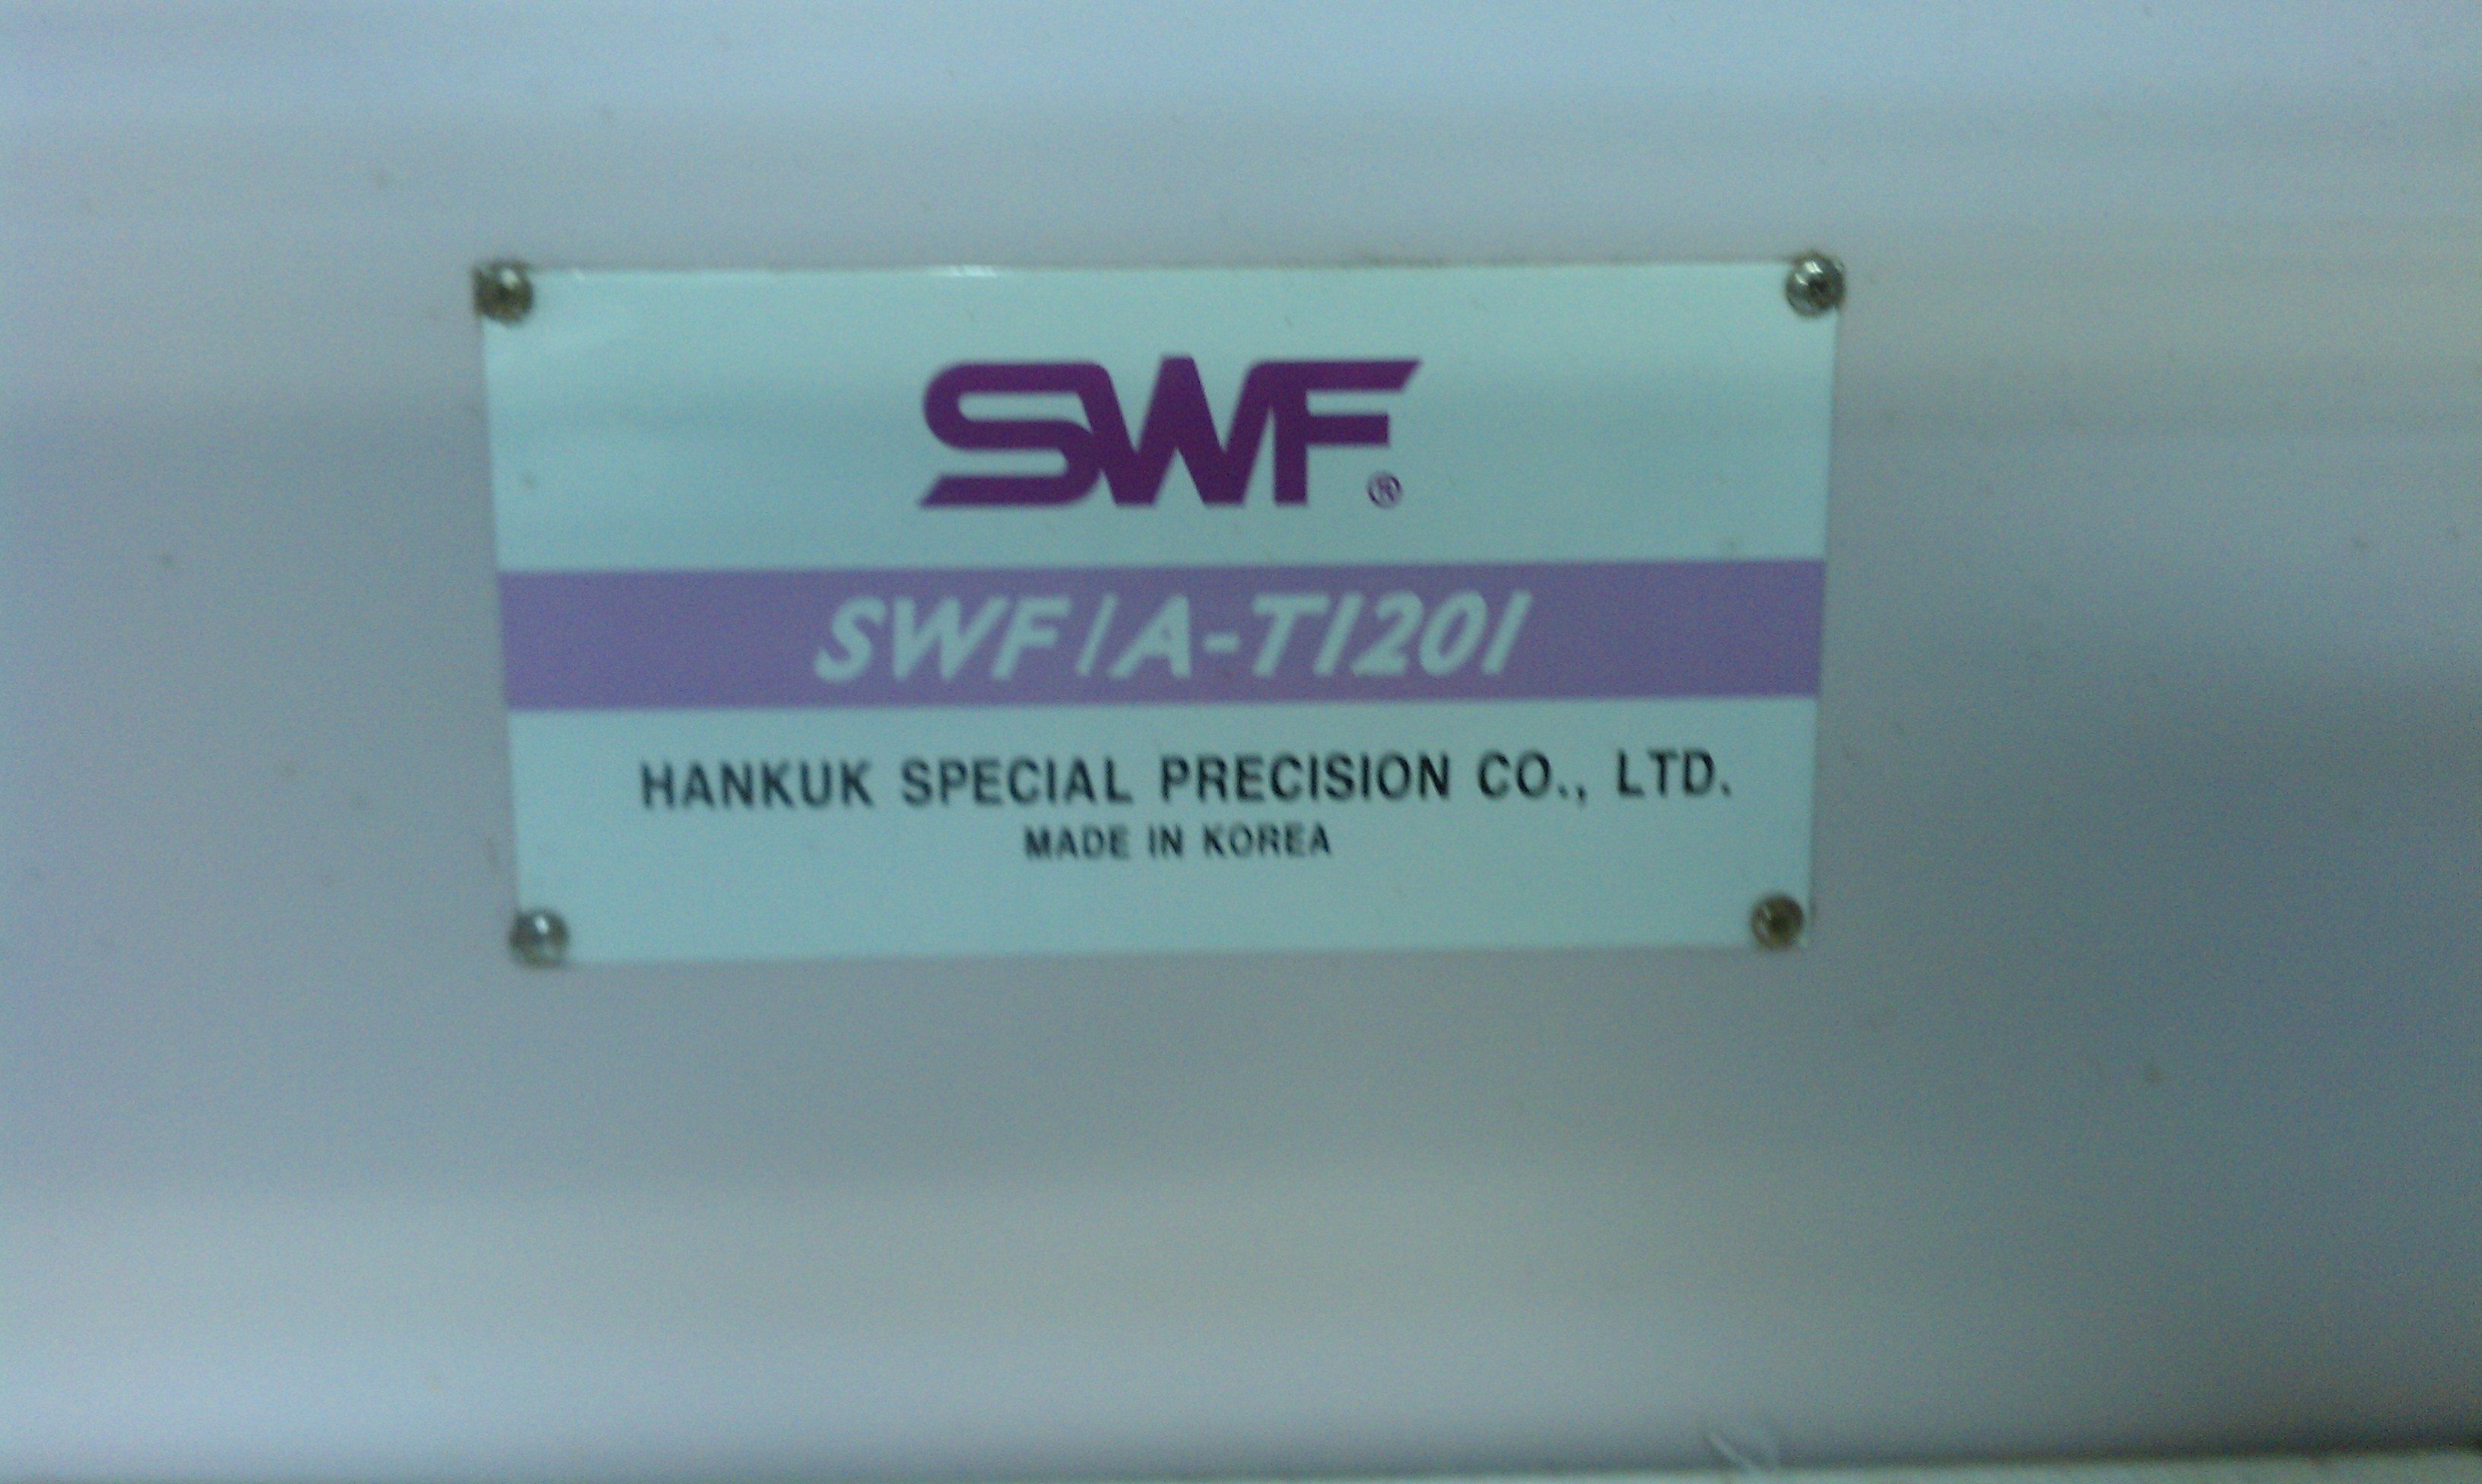 SWF®
SWF/A-T1201
HANKUK SPECIAL PRECISION CO., LTD.
MADE IN KOREA